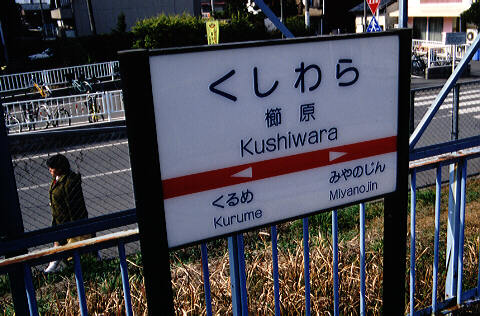 くしわら
櫛原
Kushiwara
くるめ
Kurume
みやのじん
Miyanojin